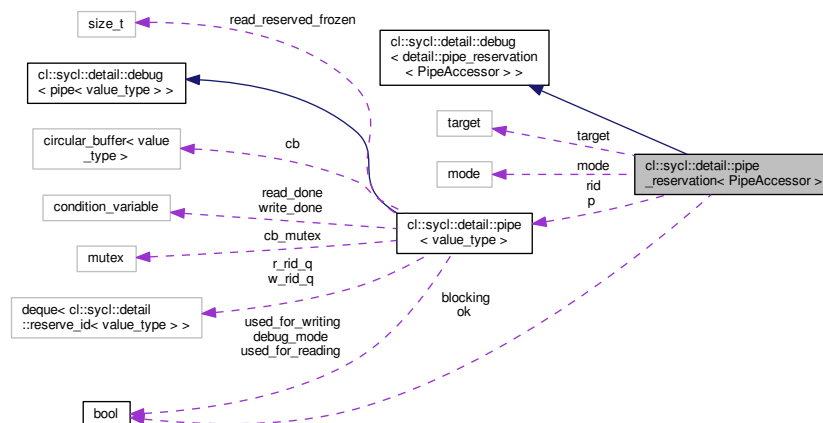 size_t
read_reserved_frozen
cl::sycl::detail::debug
< detail::pipe_reservation
< PipeAccessor > >
cl::sycl::detail::debug
< pipe< value_type > >
target
target
circular_buffer< value
_type >
cb
mode
mode
cl::sycl::detail::pipe
_reservation< PipeAccessor >
rid
p
condition_variable
read_done
write_done
cl::sycl::detail::pipe
< value_type >
mutex
cb_mutex
r_rid_q
w_rid_q
deque< cl::sycl::detail
::reserve_id< value_type > >
blocking
ok
used_for_writing
debug_mode
used_for_reading
bool